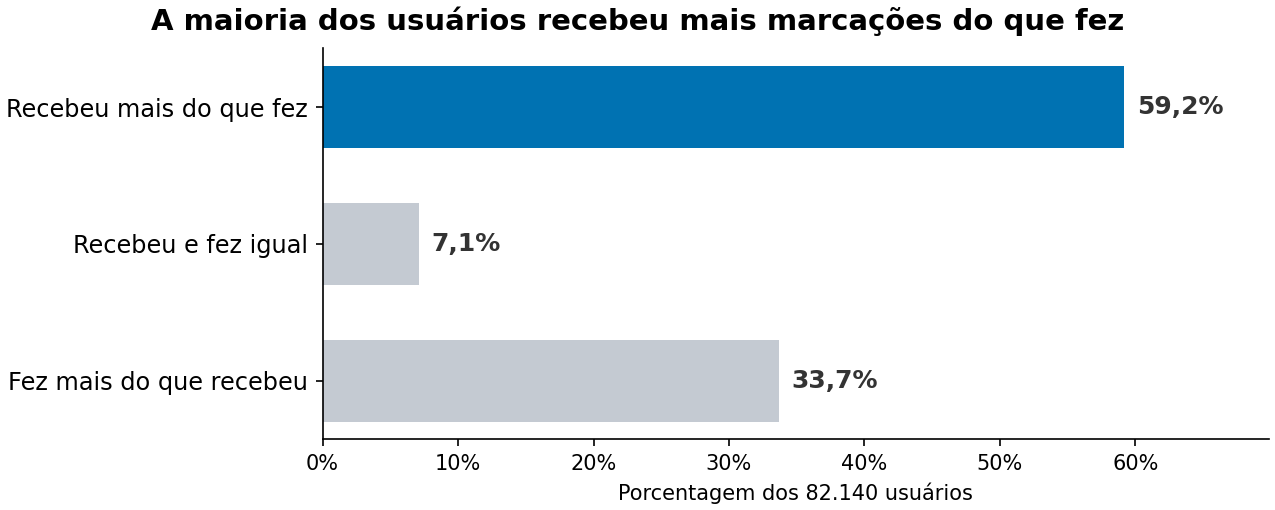 A maioria dos usuários recebeu mais marcações do que fez
Recebeu mais do que fez
59,2%
Recebeu e fez igual
7,1%
Fez mais do que recebeu
33,7%
0% 10% 20% 30% 40% 50% 60%
Porcentagem dos 82.140 usuários